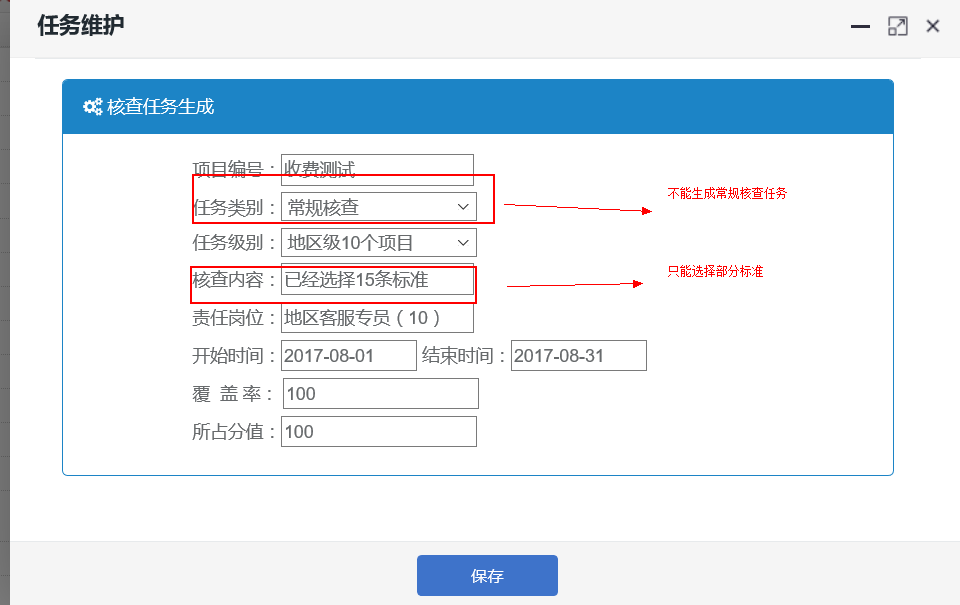 任务维护
核查任务生成
项目编号：收费测试
任务类别：常规核查
不能生成常规核查任务
任务级别：地区级10个项目
核查内容：已经选择15条标准
只能选择部分标准
责任岗位：地区客服专员（10）
开始时间：2017-08-01 结束时间：2017-08-31
覆 盖 率：100
所占分值：100
保存